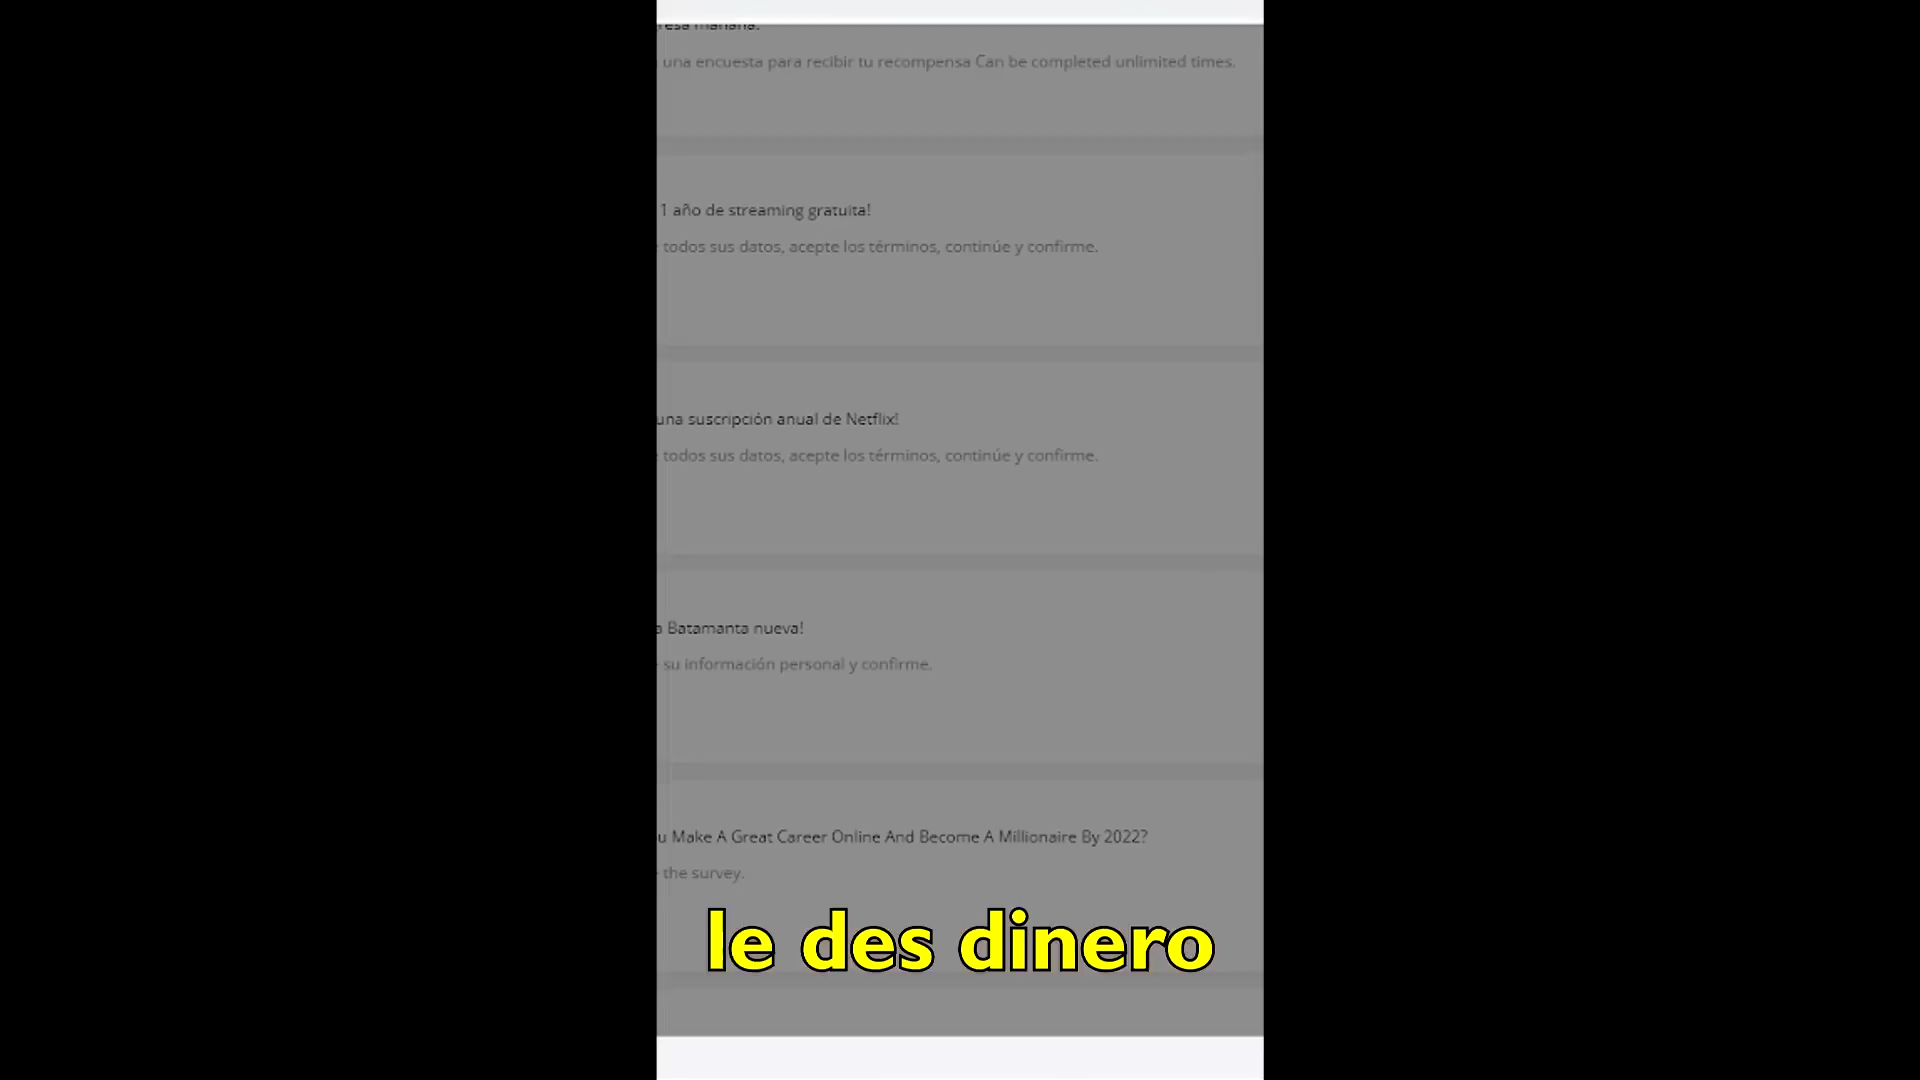 resa mañana.
una encuesta para recibir tu recompensa Can be completed unlimited times.
1 año de streaming gratuita!
todos sus datos, acepte los términos, continúe y confirme.
una suscripción anual de Netflix!
todos sus datos, acepte los términos, continúe y confirme.
a Batamanta nueva!
su información personal y confirme.
u Make A Great Career Online And Become A Millionaire By 2022?
the survey.
le des dinero